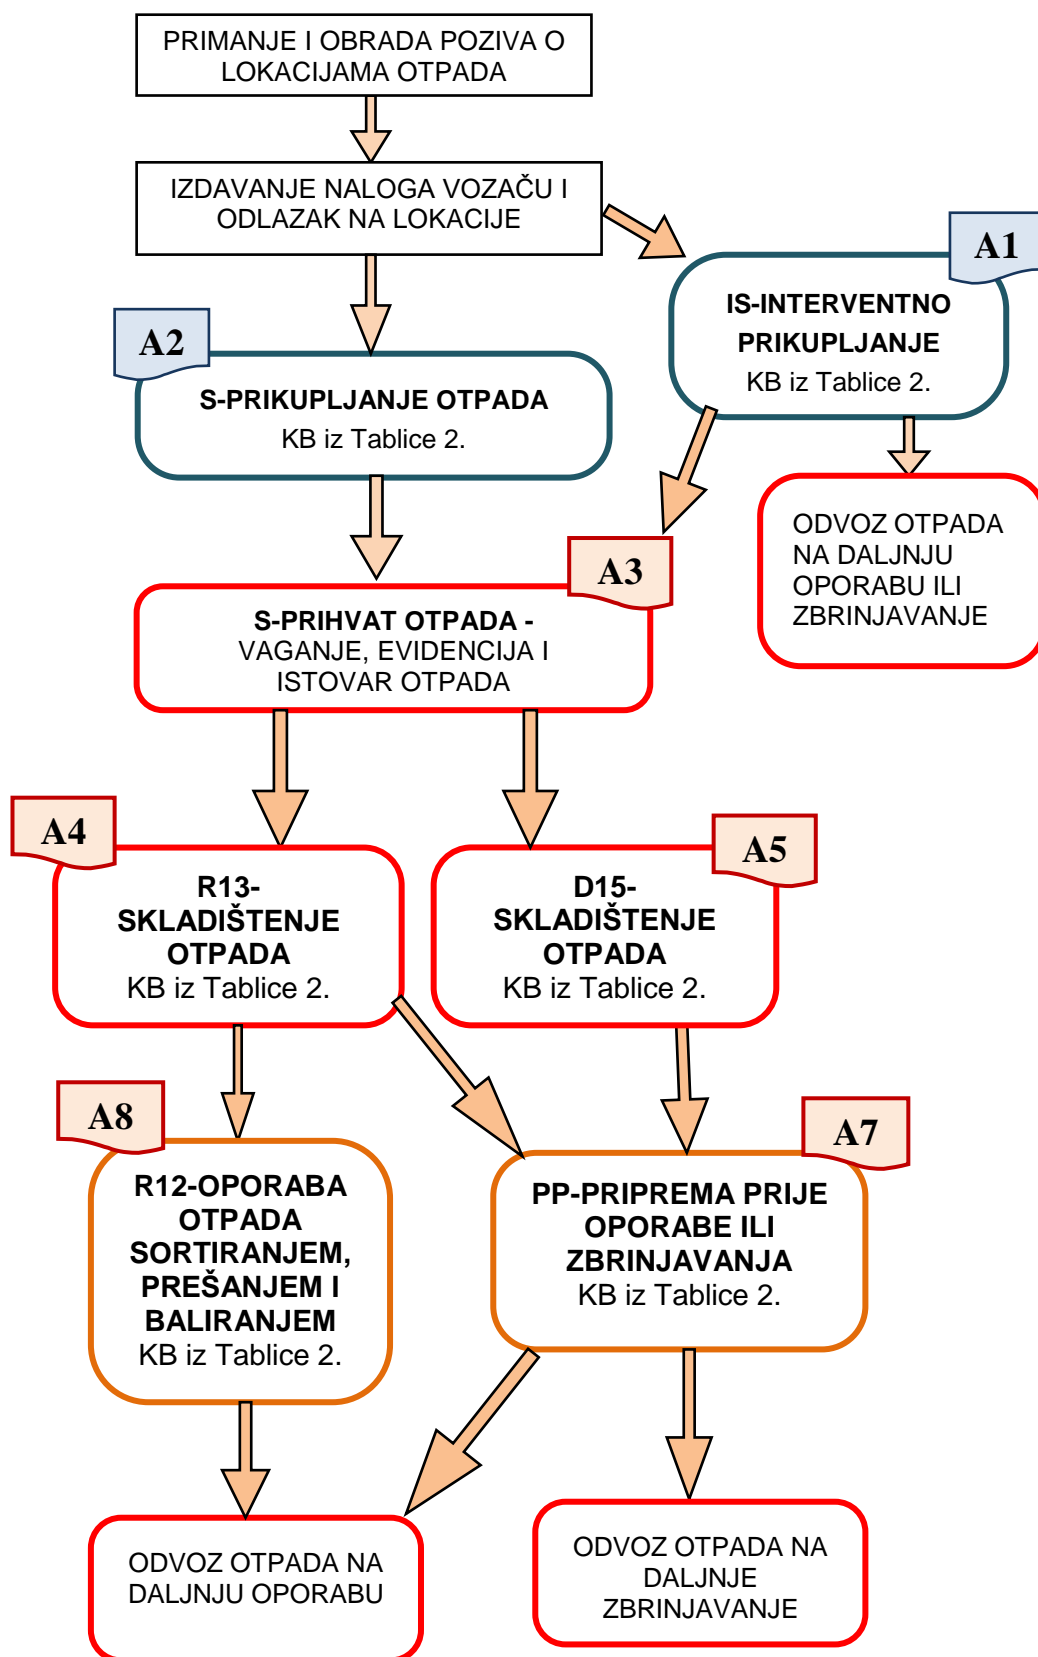 PRIMANJE I OBRADA POZIVA O
LOKACIJAMA OTPADA
IZDAVANJE NALOGA VOZAČU I
ODLAZAK NA LOKACIJE
A1
IS-INTERVENTNO
PRIKUPLJANJE
KB iz Tablice 2.
A2
S-PRIKUPLJANJE OTPADA
KB iz Tablice 2.
ODVOZ OTPADA
NA DALJNJU
OPORABU ILI
ZBRINJAVANJE
A3
S-PRIHVAT OTPADA -
VAGANJE, EVIDENCIJA I
ISTOVAR OTPADA
A4
R13-
SKLADIŠTENJE
OTPADA
KB iz Tablice 2.
A5
D15-
SKLADIŠTENJE
OTPADA
KB iz Tablice 2.
A8
R12-OPORABA
OTPADA
SORTIRANJEM,
PREŠANJEM I
BALIRANJEM
KB iz Tablice 2.
A7
PP-PRIPREMA PRIJE
OPORABE ILI
ZBRINJAVANJA
KB iz Tablice 2.
ODVOZ OTPADA NA
DALJNJU OPORABU
ODVOZ OTPADA NA
DALJNJE
ZBRINJAVANJE